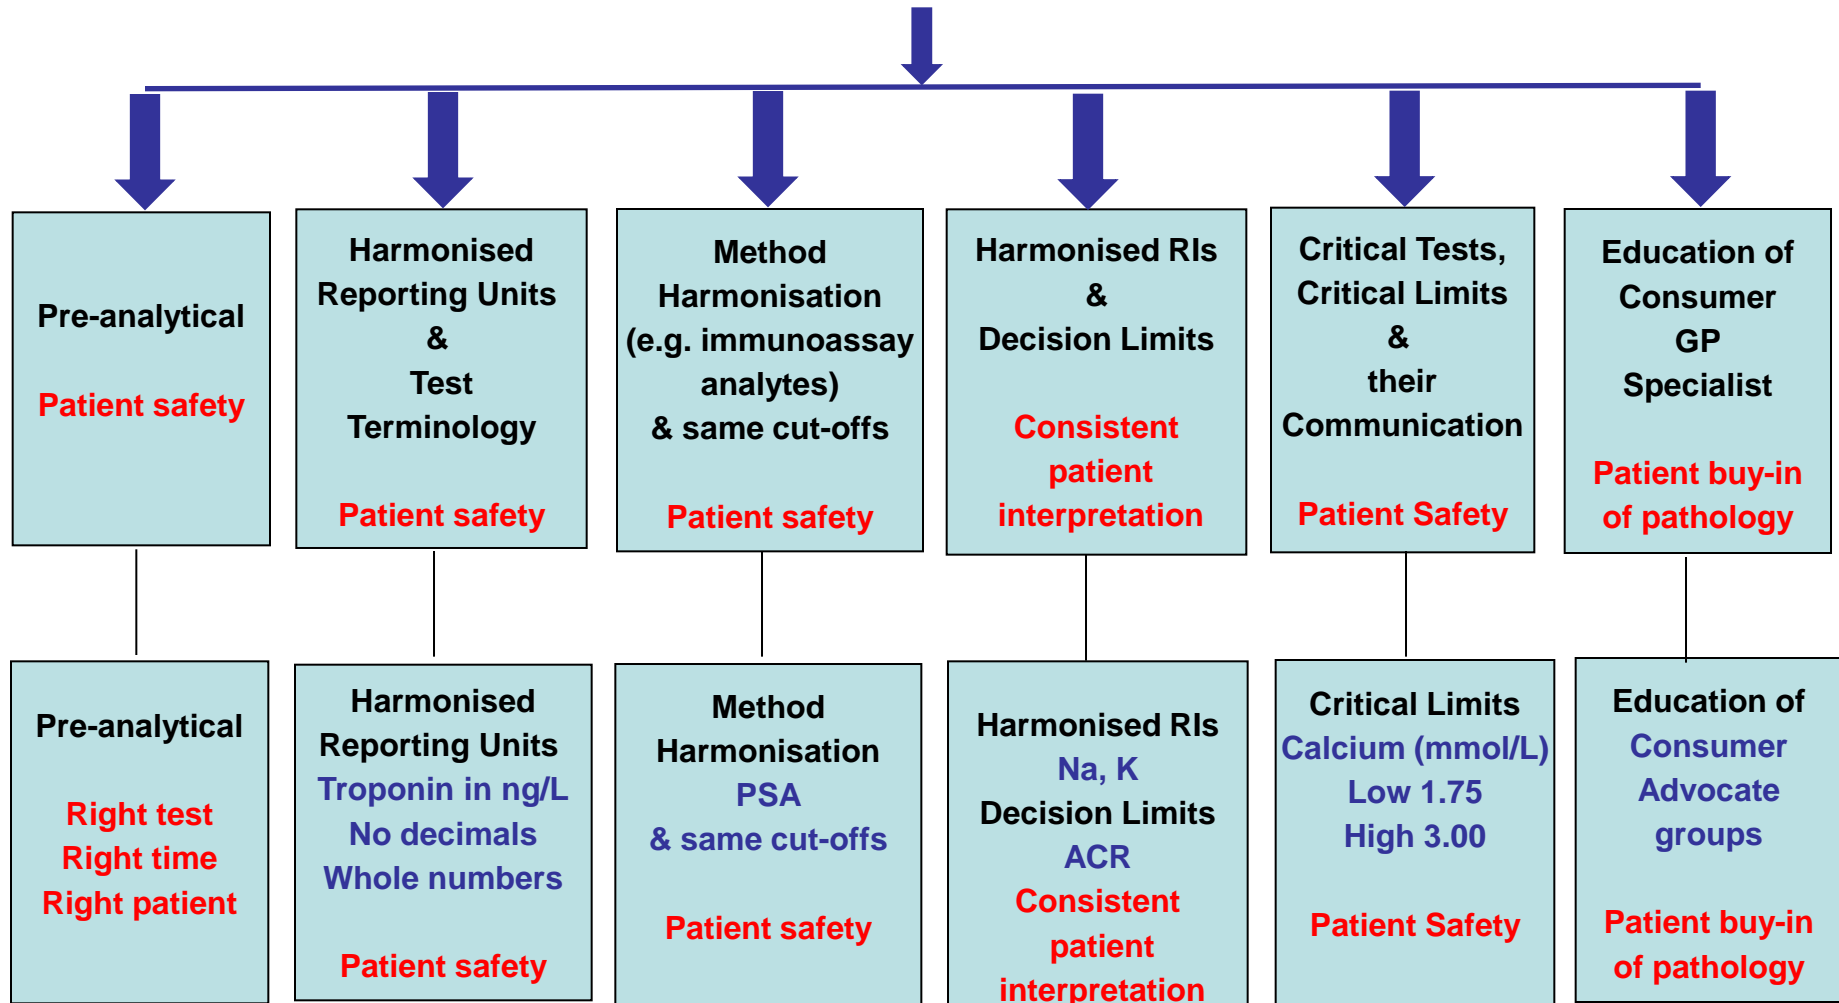 Pre-analytical
Patient safety
Harmonised
Reporting Units
&
Test
Terminology
Patient safety
Method
Harmonisation
(e.g. immunoassay
analytes)
& same cut-offs
Patient safety
Harmonised RIs
&
Decision Limits
Consistent
patient
interpretation
Critical Tests,
Critical Limits
&
their
Communication
Patient Safety
Education of
Consumer
GP
Specialist
Patient buy-in
of pathology
Pre-analytical
Right test
Right time
Right patient
Harmonised
Reporting Units
Troponin in ng/L
No decimals
Whole numbers
Patient safety
Method
Harmonisation
PSA
& same cut-offs
Patient safety
Harmonised RIs
Na, K
Decision Limits
ACR
Consistent
patient
interpretation
Critical Limits
Calcium (mmol/L)
Low 1.75
High 3.00
Patient Safety
Education of
Consumer
Advocate
groups
Patient buy-in
of pathology